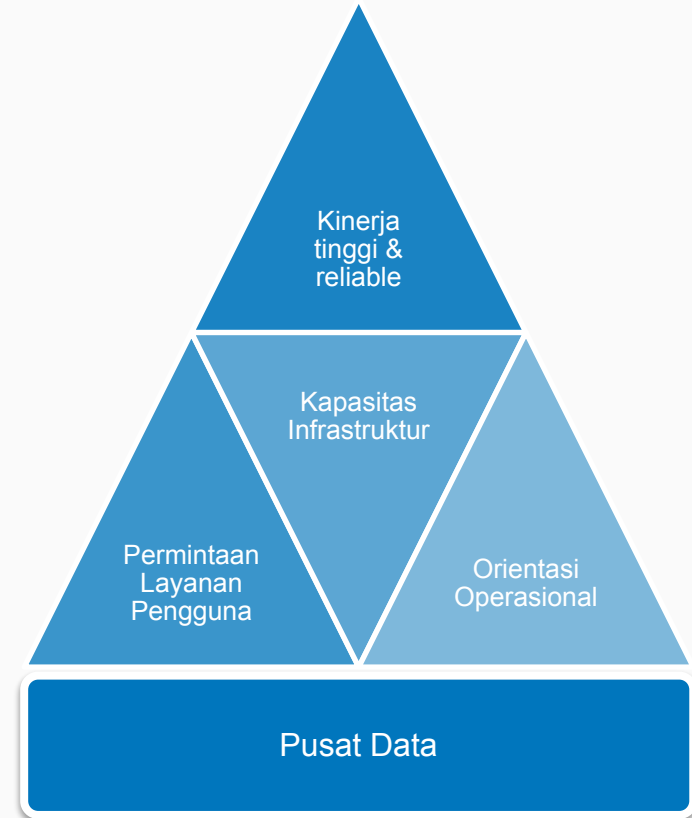 Kinerja
tinggi &
reliable
Kapasitas
Infrastruktur
Permintaan
Layanan
Pengguna
Orientasi
Operasional
Pusat Data